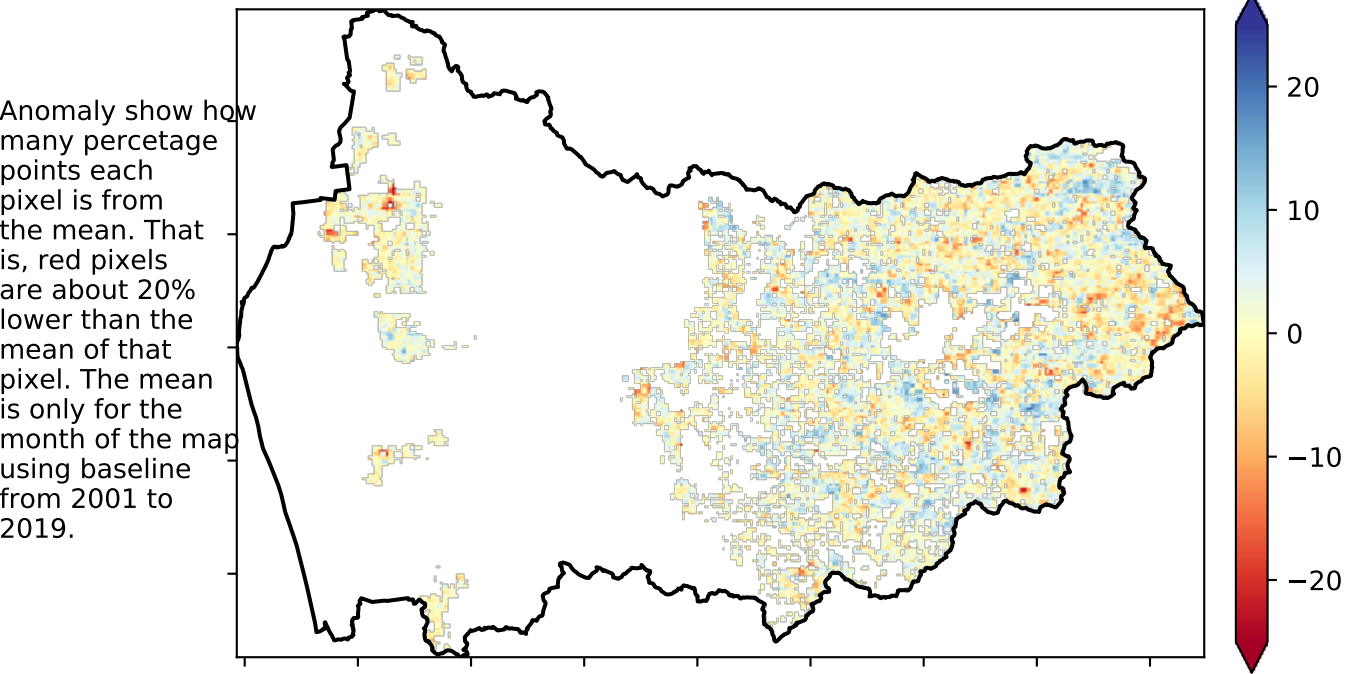 Anomaly show how
many percetage
points each
pixel is from
the mean. That
is, red pixels
are about 20%
lower than the
mean of that
pixel. The mean
is only for the
month of the map
using baseline
from 2001 to
2019.
20
10
0
−10
−20